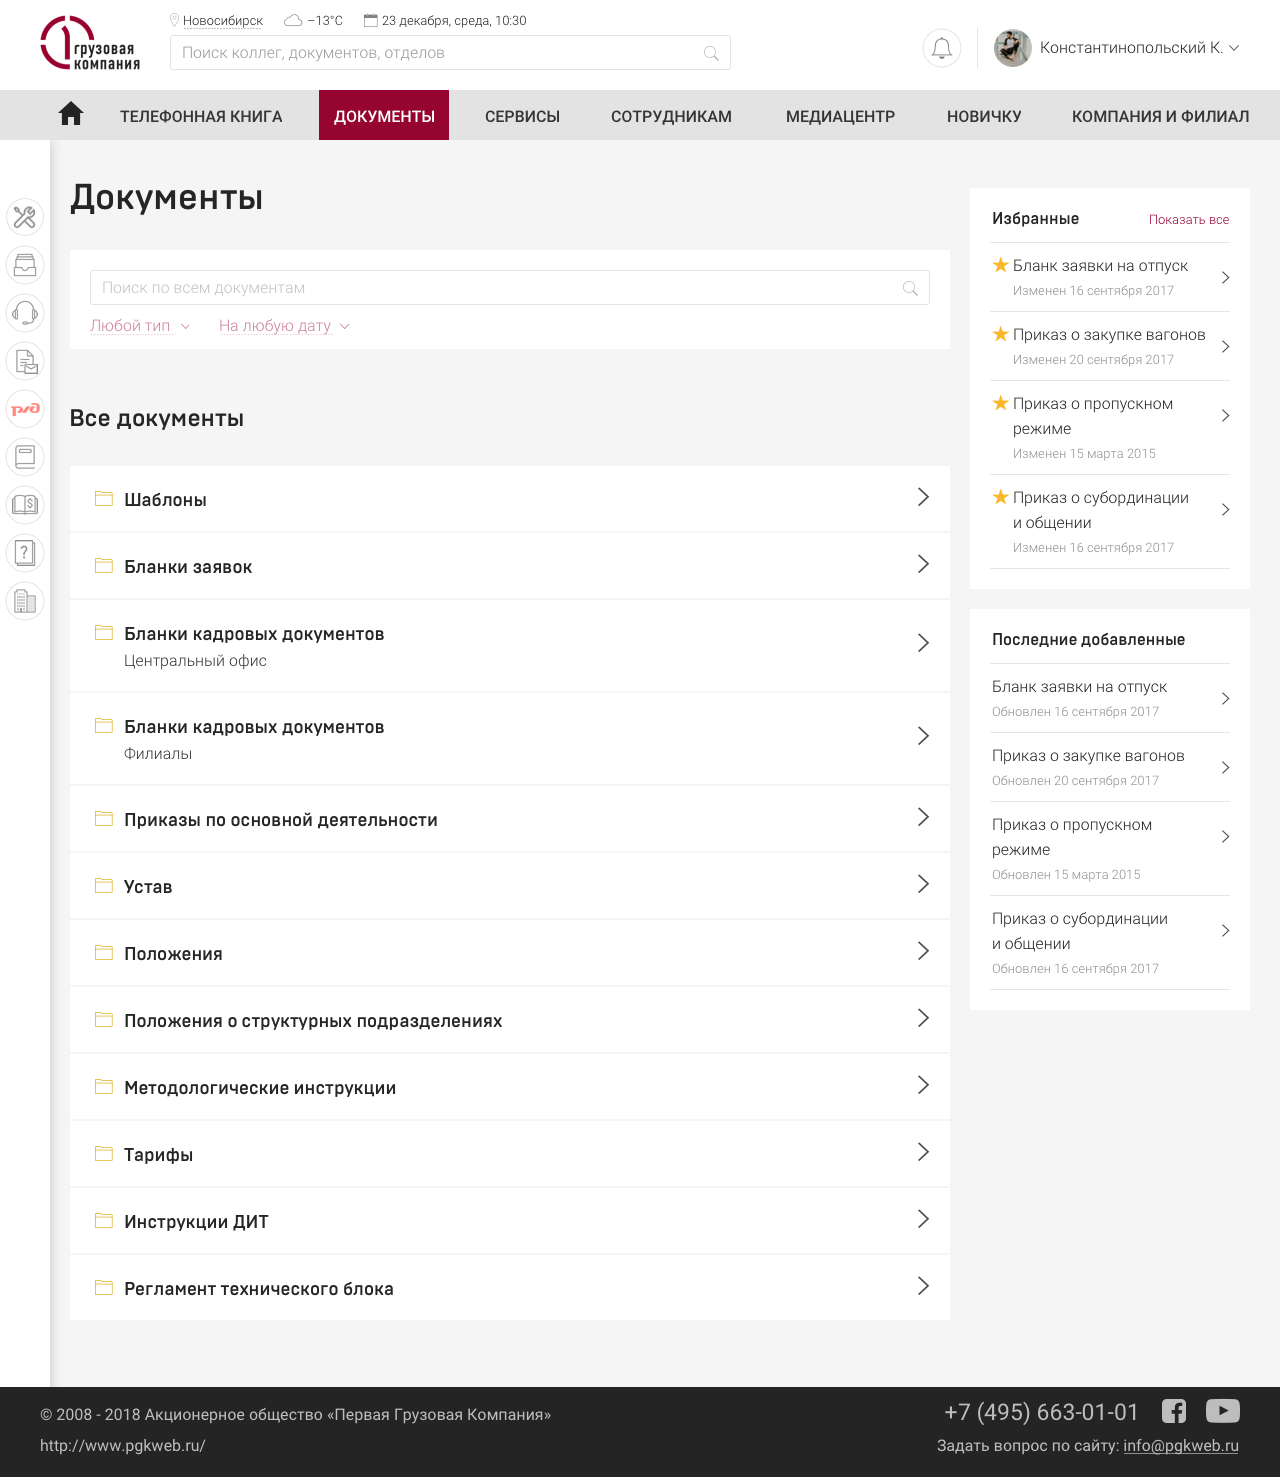 1 грузовая
компания
Новосибирск
−13°C
23 декабря, среда, 10:30
Поиск коллег, документов, отделов
Константинопольский К.
ТЕЛЕФОННАЯ КНИГА
ДОКУМЕНТЫ
СЕРВИСЫ
СОТРУДНИКАМ
МЕДИАЦЕНТР
НОВИЧКУ
КОМПАНИЯ И ФИЛИАЛ
ржд
Документы
Поиск по всем документам
Любой тип
На любую дату
Все документы
Шаблоны
Бланки заявок
Бланки кадровых документов
Центральный офис
Бланки кадровых документов
Филиалы
Приказы по основной деятельности
Устав
Положения
Положения о структурных подразделениях
Методологические инструкции
Тарифы
Инструкции ДИТ
Регламент технического блока
Избранные
Показать все
Бланк заявки на отпуск
Изменен 16 сентября 2017
Приказ о закупке вагонов
Изменен 20 сентября 2017
Приказ о пропускном
режиме
Изменен 15 марта 2015
Приказ о субординации
и общении
Изменен 16 сентября 2017
Последние добавленные
Бланк заявки на отпуск
Обновлен 16 сентября 2017
Приказ о закупке вагонов
Обновлен 20 сентября 2017
Приказ о пропускном
режиме
Обновлен 15 марта 2015
Приказ о субординации
и общении
Обновлен 16 сентября 2017
© 2008 - 2018 Акционерное общество «Первая Грузовая Компания»
http://www.pgkweb.ru/
+7 (495) 663-01-01
Задать вопрос по сайту: info@pgkweb.ru